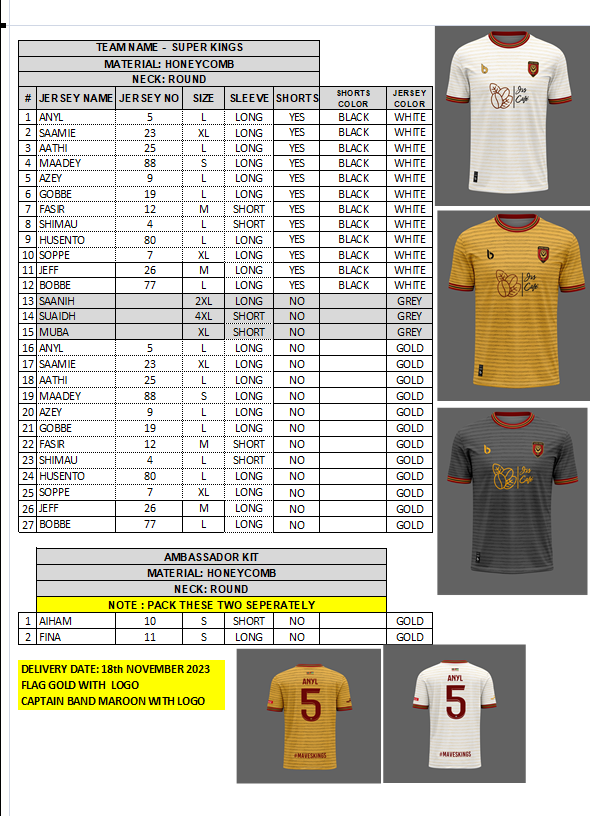 TEAM NAME - SUPER KINGS
MATERIAL: HONEYCOMB
NECK: ROUND
# JERSEY NAME JERSEY NO SIZE SLEEVE SHORTS SHORTS COLOR JERSEY COLOR
1 ANYL 5 L LONG YES BLACK WHITE
2 SAAMIE 23 XL LONG YES BLACK WHITE
3 AATHI 25 L LONG YES BLACK WHITE
4 MAADEY 88 S LONG YES BLACK WHITE
5 AZEY 9 L LONG YES BLACK WHITE
6 GOBBE 19 L LONG YES BLACK WHITE
7 FASIR 12 M SHORT YES BLACK WHITE
8 SHIMAU 4 L SHORT YES BLACK WHITE
9 HUSENTO 80 L LONG YES BLACK WHITE
10 SOPPE 7 XL LONG YES BLACK WHITE
11 JEFF 26 M LONG YES BLACK WHITE
12 BOBBE 77 L LONG YES BLACK WHITE
13 SAANIH 2XL LONG NO GREY
14 SUAIDH 4XL SHORT NO GREY
15 MUBA XL SHORT NO GREY
16 ANYL 5 L LONG NO GOLD
17 SAAMIE 23 XL LONG NO GOLD
18 AATHI 25 L LONG NO GOLD
19 MAADEY 88 S LONG NO GOLD
20 AZEY 9 L LONG NO GOLD
21 GOBBE 19 L LONG NO GOLD
22 FASIR 12 M SHORT NO GOLD
23 SHIMAU 4 L SHORT NO GOLD
24 HUSENTO 80 L LONG NO GOLD
25 SOPPE 7 XL LONG NO GOLD
26 JEFF 26 M LONG NO GOLD
27 BOBBE 77 L LONG NO GOLD
AMBASSADOR KIT
MATERIAL: HONEYCOMB
NECK: ROUND
NOTE : PACK THESE TWO SEPERATELY
1 AIHAM 10 S SHORT NO GOLD
2 FINA 11 S LONG NO GOLD
DELIVERY DATE: 18th NOVEMBER 2023
FLAG GOLD WITH LOGO
CAPTAIN BAND MAROON WITH LOGO
ANYL
5
#MAVESKINGS
ANYL
5
#MAVESKINGS